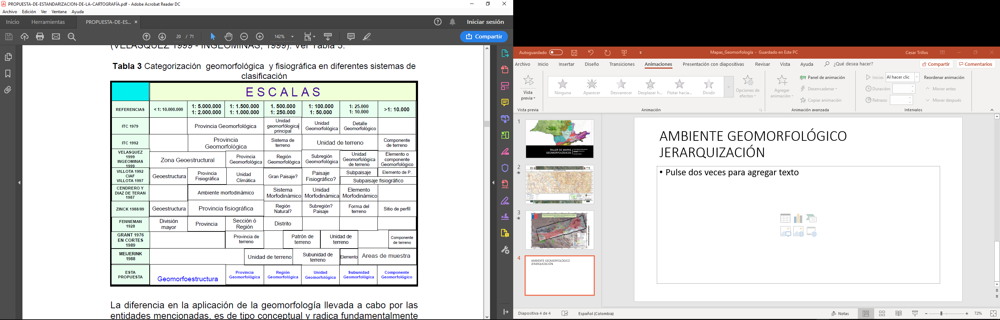 PROPUESTA-DE-ESTANDARIZACION-DE-LA-CARTOGRAFÍA.pdf - Adobe Acrobat Reader DC
Archivo Edición Ver Ventana Ayuda
Inicio Herramientas PROPUESTA-DE-ES... × Iniciar sesión
20 / 71 142% Compartir
(VELASQUEZ 1999 - INGEOMINAS, 1999). Ver Tabla 3.
Tabla 3 Categorización geomorfológica y fisiográfica en diferentes sistemas de
clasificación
E S C A L A S
REFERENCIAS
< 1: 10.000.000
1: 5.000.000
1: 2.000.000
1: 1.500.000
1: 1.000.000
1. 500.000
1: 250.000
1: 100.000
1: 50.000
1: 25.000
1: 10.000
>1: 10.000
ITC 1979
Provincia Geomorfológica
Unidad
geomorfólogica
principal
Unidad
Geomorfológica
Detalle
Geomorfológico
ITC 1992
Provincia
Geomorfológica
Sistema de
terreno
Unidad de terreno
Componente
de terreno
VELASQUEZ
1999
INGEOMINAS
1999
Zona Geoestructural
Provincia
Geomorfológica
Región
Geomorfológica
Subregión
Geomorfológica
Unidad
Geomorfológica
de terreno
Elemento o
componente
Geomorfológico
VILLOTA 1992
CIAF
VILLOTA 1997
Geoestructura
Provincia
Fisiográfica
Unidad
Climática
Gran Paisaje?
Paisaje
Fisiográfico?
Subpaisaje
Elemento de P.
Subpaisaje fisiográfico
CENDRERO Y
DIAZ DE TERAN
1987
Ambiente morfodinámico
Sistema
Morfodinámico
Unidad
Morfodinámica
Elemento
Morfodinámico
ZINCK 1988/89
Geoestructura
Provincia fisiográfica
Región
Natural?
Subregión?
Paisaje
Forma del
terreno
Sitio de perfíl
FENNEMAN
1928
División
mayor
Provincia
Sección ó
Región
Distrito
GRANT 1976
EN CORTES
1989
Provincia de
terreno
Patrón de
terreno
Unidad de
terreno
Componente
de terreno
MEIJERINK
1988
Unidad de terreno
Subunidad de
terreno
Elemento
Areas de muestra
ESTA
PROPUESTA
Geomorfoestructura
Provincia
Geomorfológica
Región
Geomorfológica
Unidad
Geomorfológica
Subunidad
Geomorfológica
Componente
Geomorfológico
La diferencia en la aplicación de la geomorfología llevada a cabo por las
entidades mencionadas, es de tipo conceptual y radica fundamentalmente
Autoguardado Mapas_Geomorfología - Guardado en Este PC Cesar Trillos
Archivo Inicio Insertar Diseño Transiciones Animaciones Presentación con diapositivas Revisar Vista Ayuda ¿Qué desea hacer? Compartir Comentarios
Vista
previa
Vista previa
Ninguna Aparecer Desvanecer Desplazar h... Flotar hacia... Dividir
Opciones de
efectos
Animación
Agregar
animación
Panel de animación
Desencadenar
Copiar animación
Animación avanzada
Inicio: Al hacer clic
Duración:
Retraso:
Reordenar animación
Mover antes
Mover después
Intervalos
1
TALLER DE MAPAS
GEOMORFOLÓGICOS
2
3
4
AMBIENTE GEOMORFOLÓGICO
JERARQUIZACIÓN
AMBIENTE GEOMORFOLÓGICO
JERARQUIZACIÓN
• Pulse dos veces para agregar texto
Diapositiva 4 de 4 Español (Colombia) Notas 72%